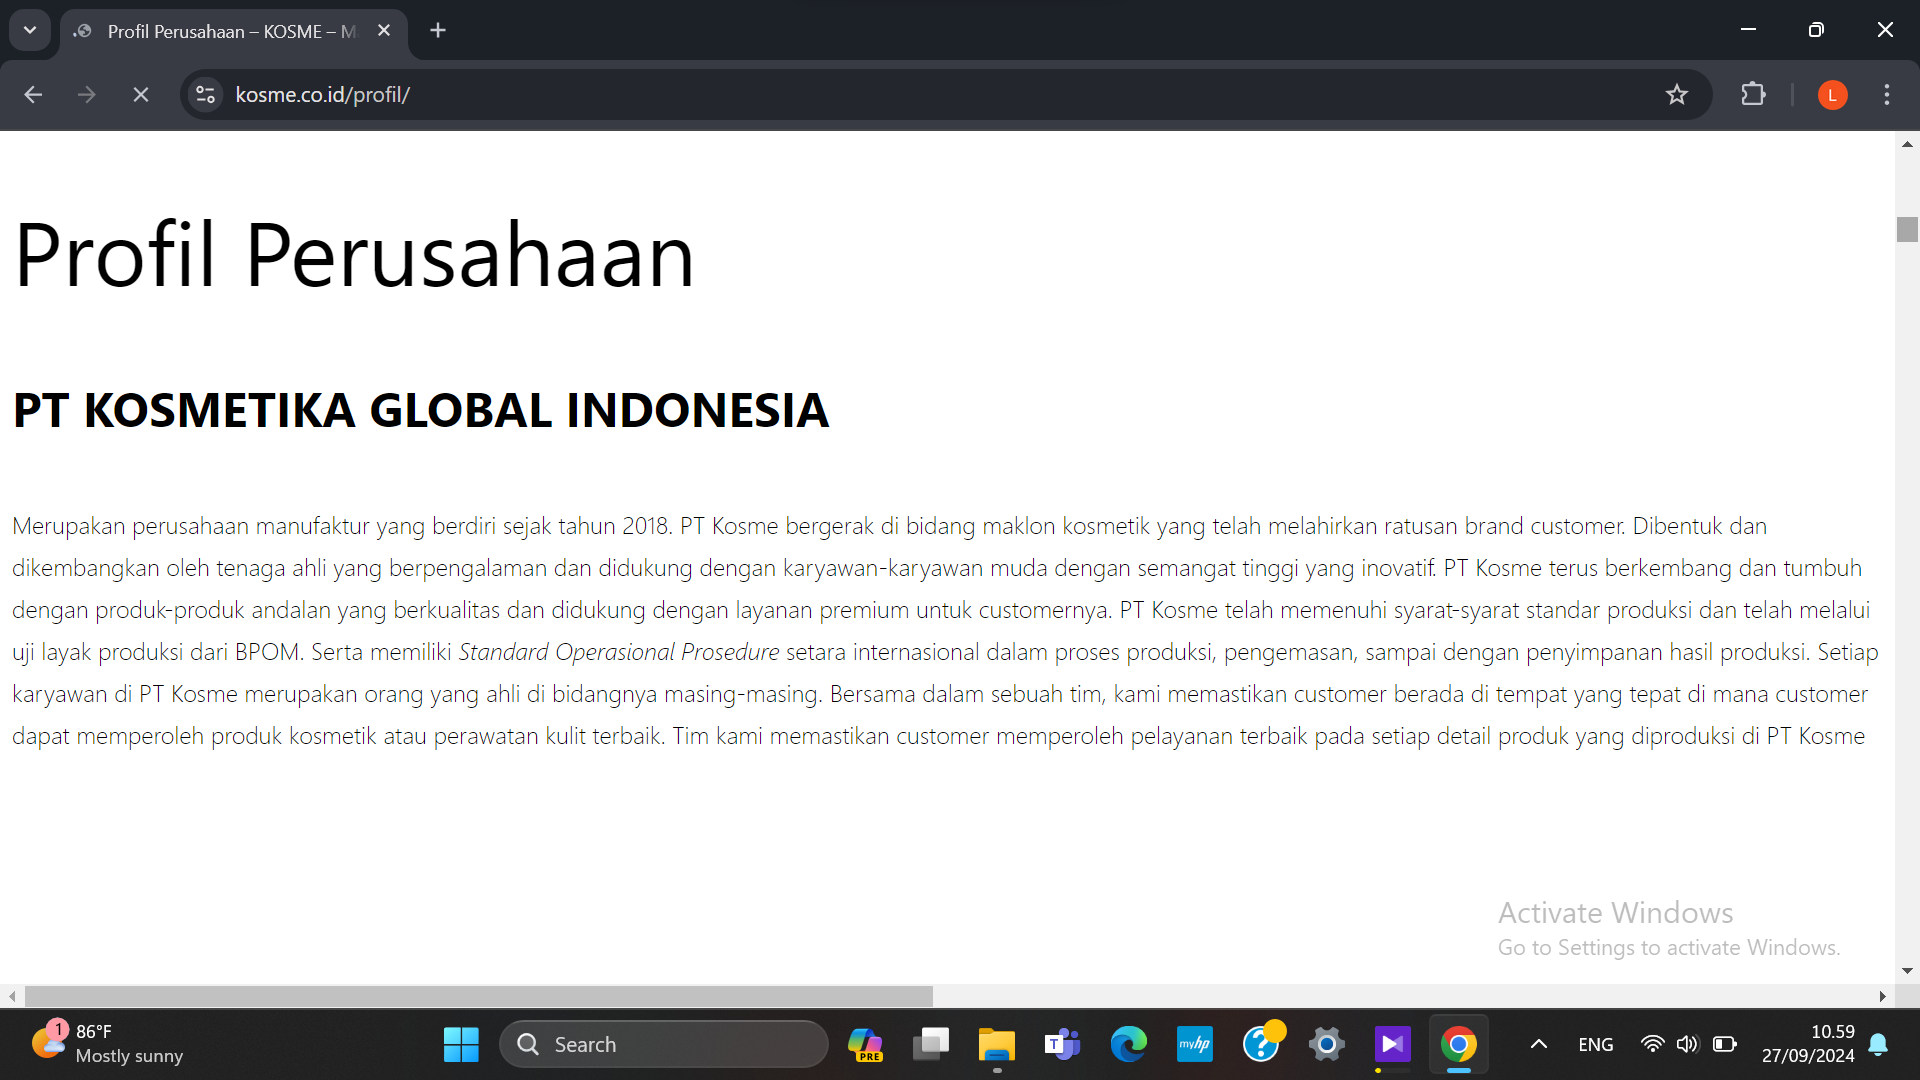 Profil Perusahaan – KOSME – M
kosme.co.id/profil/
L
Profil Perusahaan
PT KOSMETIKA GLOBAL INDONESIA
Merupakan perusahaan manufaktur yang berdiri sejak tahun 2018. PT Kosme bergerak di bidang maklon kosmetik yang telah melahirkan ratusan brand customer. Dibentuk dan
dikembangkan oleh tenaga ahli yang berpengalaman dan didukung dengan karyawan-karyawan muda dengan semangat tinggi yang inovatif. PT Kosme terus berkembang dan tumbuh
dengan produk-produk andalan yang berkualitas dan didukung dengan layanan premium untuk customernya. PT Kosme telah memenuhi syarat-syarat standar produksi dan telah melalui
uji layak produksi dari BPOM. Serta memiliki Standard Operasional Prosedure setara internasional dalam proses produksi, pengemasan, sampai dengan penyimpanan hasil produksi. Setiap
karyawan di PT Kosme merupakan orang yang ahli di bidangnya masing-masing. Bersama dalam sebuah tim, kami memastikan customer berada di tempat yang tepat di mana customer
dapat memperoleh produk kosmetik atau perawatan kulit terbaik. Tim kami memastikan customer memperoleh pelayanan terbaik pada setiap detail produk yang diproduksi di PT Kosme
Activate Windows
Go to Settings to activate Windows.
1
86°F
Mostly sunny
Search
PRE
T
myhp
?
ENG
10.59
27/09/2024